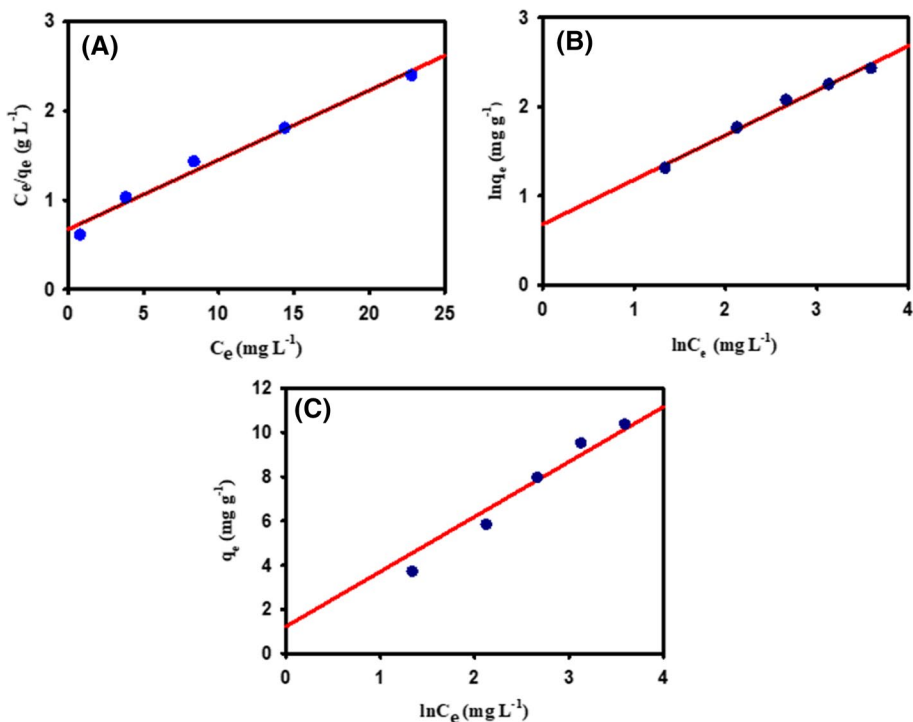 (A)
3
2
1
0
Ce/qe (g L-1)
0 5 10 15 20 25
Ce (mg L-1)
(B)
3
2
1
0
lnqe (mg g-1)
0 1 2 3 4
lnCe (mg L-1)
(C)
12
10
8
6
4
2
0
qe (mg g-1)
0 1 2 3 4
lnCe (mg L-1)